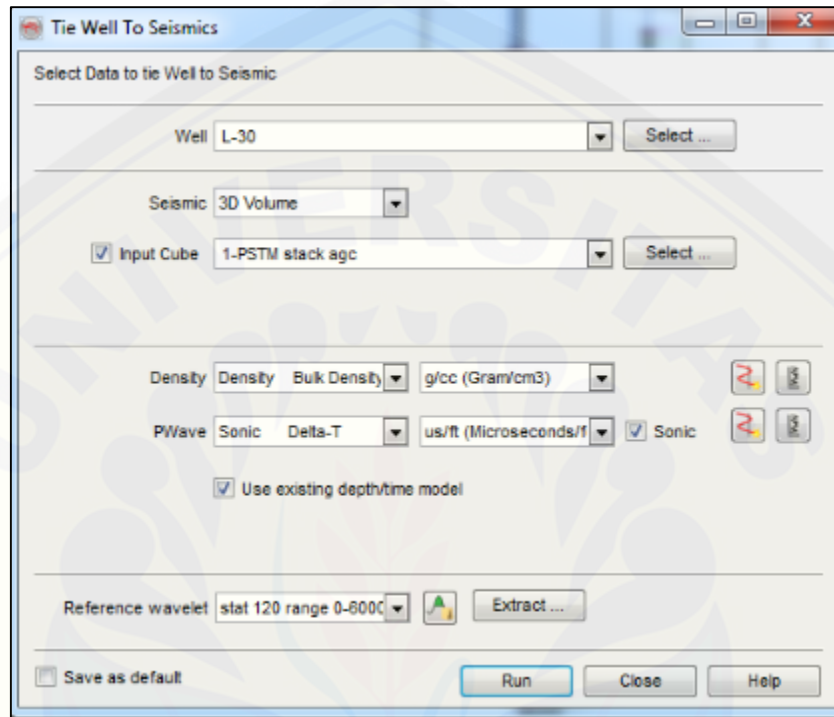 Tie Well To Seismics
Select Data to tie Well to Seismic
Well L-30 Select ...
Seismic 3D Volume
Input Cube 1-PSTM stack agc Select ...
Density Density Bulk Density g/cc (Gram/cm3)
PWave Sonic Delta-T us/ft (Microseconds/f Sonic
Use existing depth/time model
Reference wavelet stat 120 range 0-6000 Extract ...
Save as default Run Close Help
UNIVERSITAS